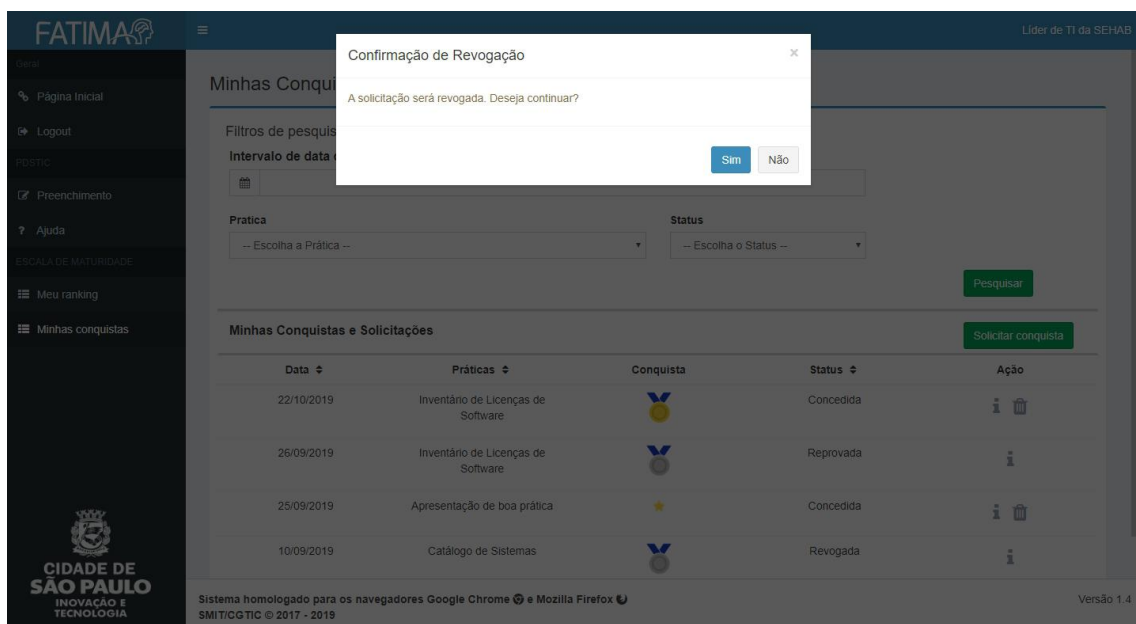 FATIMA
Líder de TI da SEHAB
Geral
Página Inicial
Logout
PDSTIC
Preenchimento
? Ajuda
ESCALA DE MATURIDADE
Meu ranking
Minhas conquistas
CIDADE DE
SÃO PAULO
INOVAÇÃO E
TECNOLOGIA
Confirmação de Revogação
×
A solicitação será revogada. Deseja continuar?
Sim Não
Minhas Conqui
Filtros de pesquis
Intervalo de data
Pratica Status
-- Escolha a Prática -- -- Escolha o Status --
Pesquisar
Minhas Conquistas e Solicitações
Solicitar conquista
Data Práticas Conquista Status Ação
22/10/2019 Inventário de Licenças de Concedida
Software
26/09/2019 Inventário de Licenças de Reprovada
Software
25/09/2019 Apresentação de boa prática Concedida
10/09/2019 Catálogo de Sistemas Revogada
Sistema homologado para os navegadores Google Chrome e Mozilla Firefox Versão 1.4
SMIT/CGTIC © 2017 - 2019